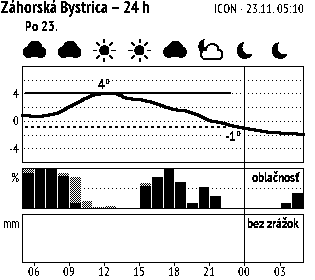 Záhorská Bystrica – 24 h ICON - 23.11. 05:10
Po 23.
4°
4
0
-4
-1°
% oblačnosť
mm bez zrážok
06 09 12 15 18 21 00 03